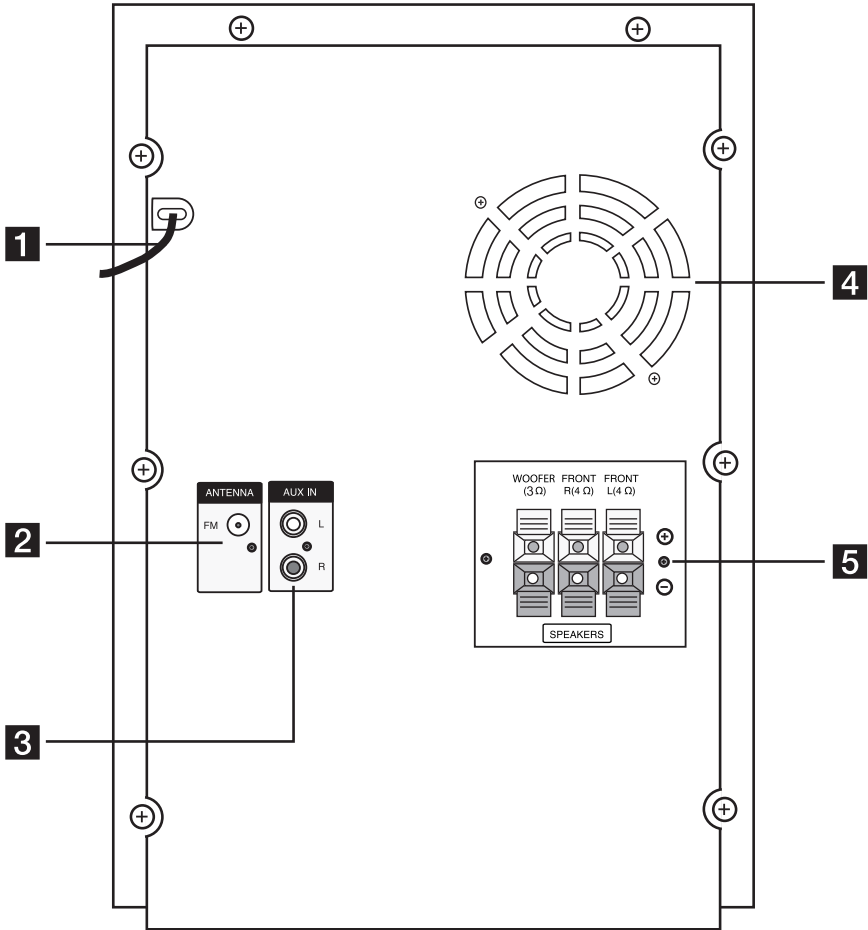 1
4
WOOFER FRONT FRONT
(3 Ω) R(4 Ω) L(4 Ω)
ANTENNA
FM
AUX IN
L
R
2
5
SPEAKERS
3